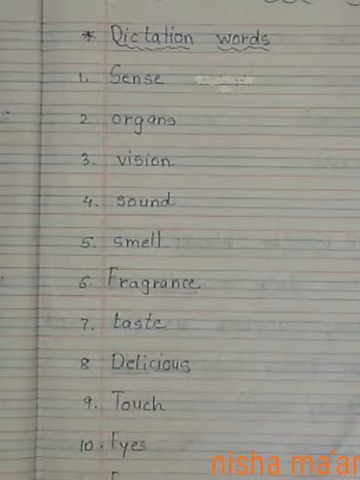 * Dictation words
1. Sense
2. organs
3. vision.
4. sound
5. smell
6. Fragrance
7. taste
8 Delicious
9. Touch
10. Eyes
nisha ma'am